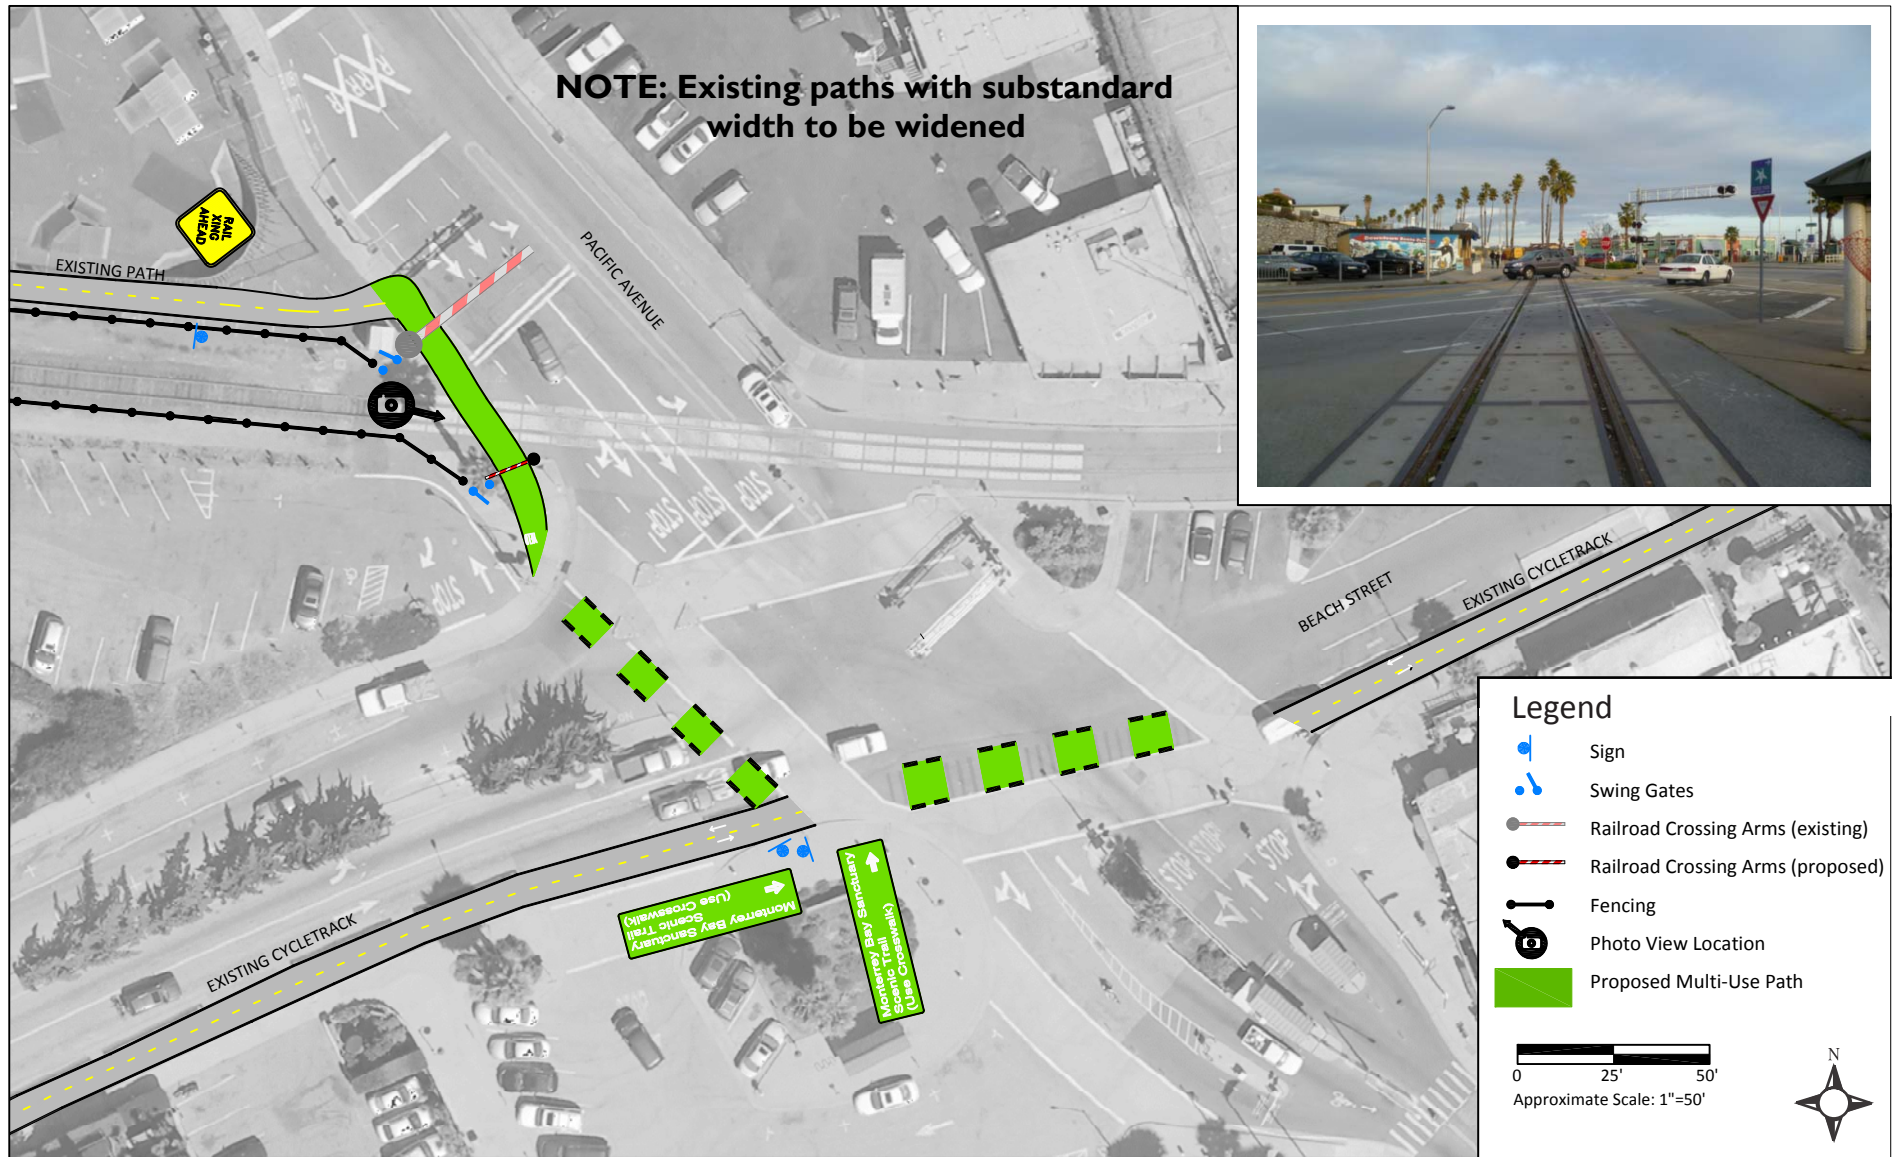 NOTE: Existing paths with substandard
width to be widened
RAIL
XING
AHEAD
EXISTING PATH
PACIFIC AVENUE
STOP
STOP
STOP
STOP
BEACH STREET
EXISTING CYCLETRACK
STOP
STOP
Monterrey Bay Sanctuary
Scenic Trail
(Use Crosswalk)
Monterrey Bay Sanctuary
Scenic Trail
(Use Crosswalk)
EXISTING CYCLETRACK
Legend
Sign
Swing Gates
Railroad Crossing Arms (existing)
Railroad Crossing Arms (proposed)
Fencing
Photo View Location
Proposed Multi-Use Path
0 25' 50'
Approximate Scale: 1"=50'
N